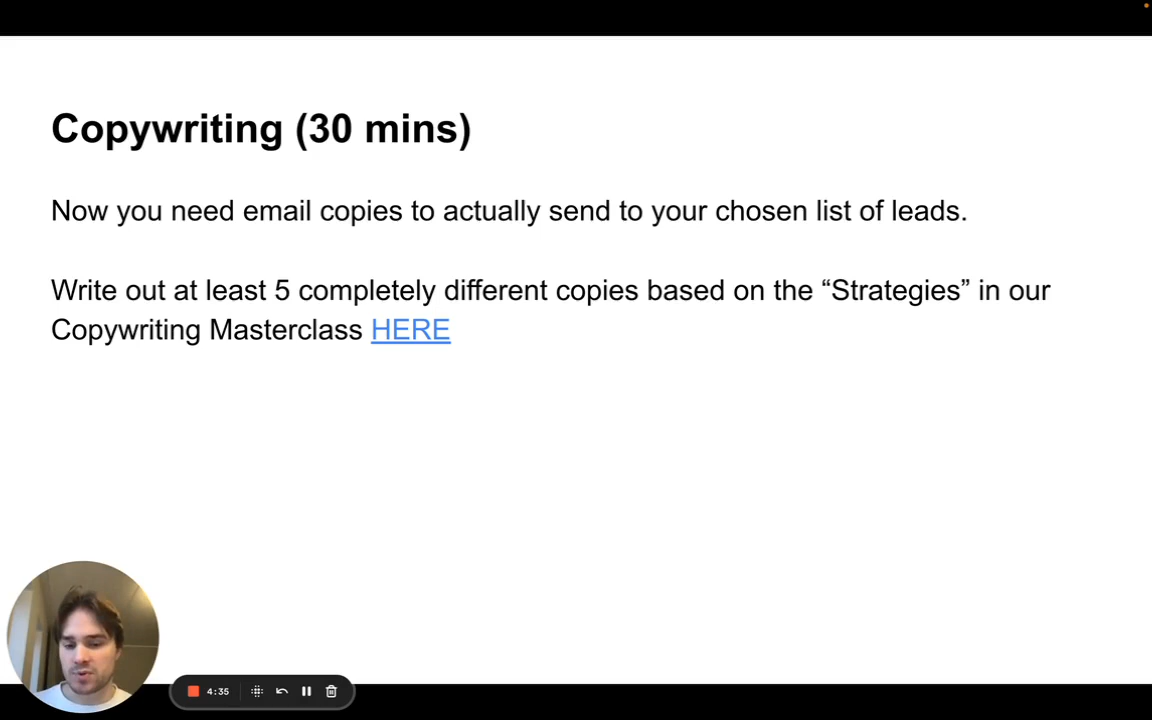 Copywriting (30 mins)
Now you need email copies to actually send to your chosen list of leads.
Write out at least 5 completely different copies based on the “Strategies” in our
Copywriting Masterclass HERE
4:35